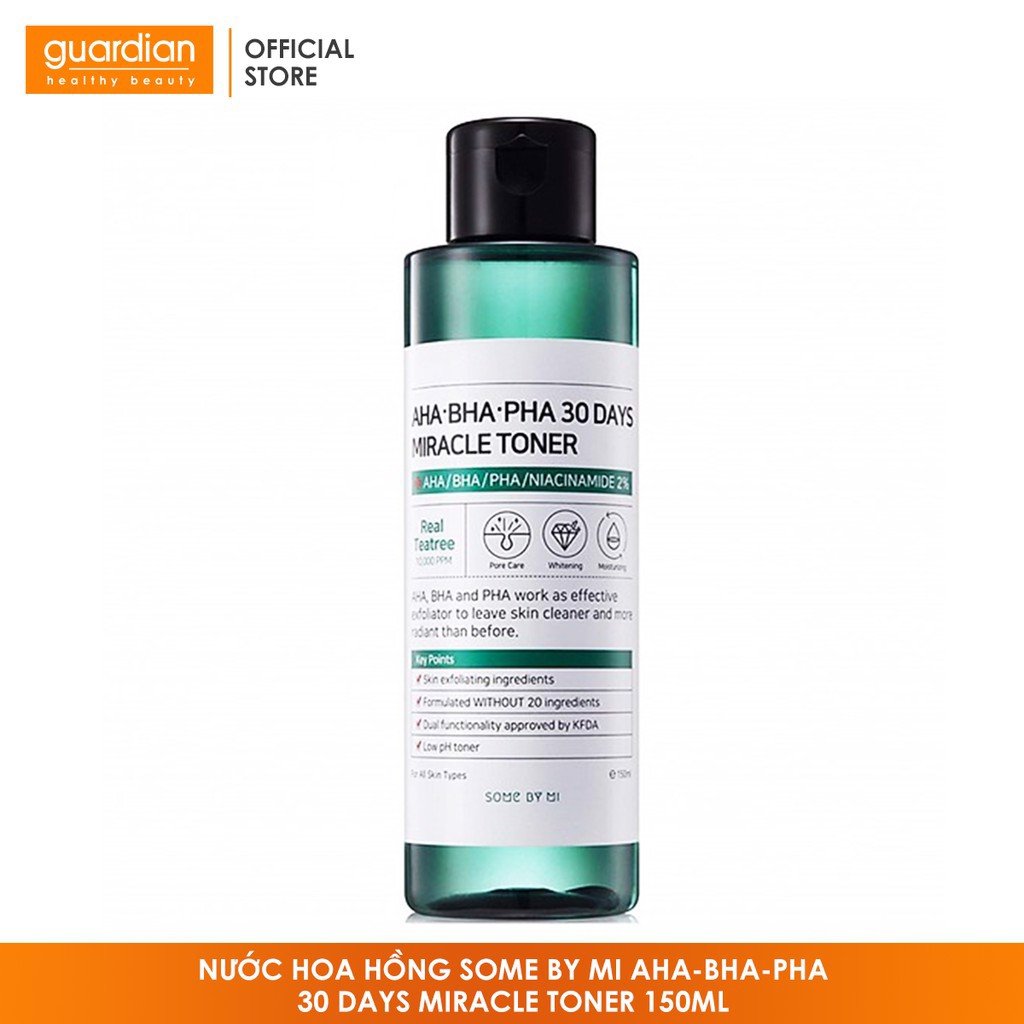 guardian
healthy beauty
OFFICIAL
STORE
AHA·BHA·PHA 30 DAYS
MIRACLE TONER
AHA/BHA/PHA/NIACINAMIDE 2%
Real
Teatree
10,000 PPM
Pore Care
Whitening
Moisturizing
AHA, BHA and PHA work as effective
exfoliator to leave skin cleaner and more
radiant than before.
Key Points
Skin exfoliating ingredients
Formulated WITHOUT 20 ingredients
Dual functionality approved by KFDA
Low pH toner
For All Skin Types
℮ 150ml
SOME BY MI
NƯỚC HOA HỒNG SOME BY MI AHA-BHA-PHA
30 DAYS MIRACLE TONER 150ML